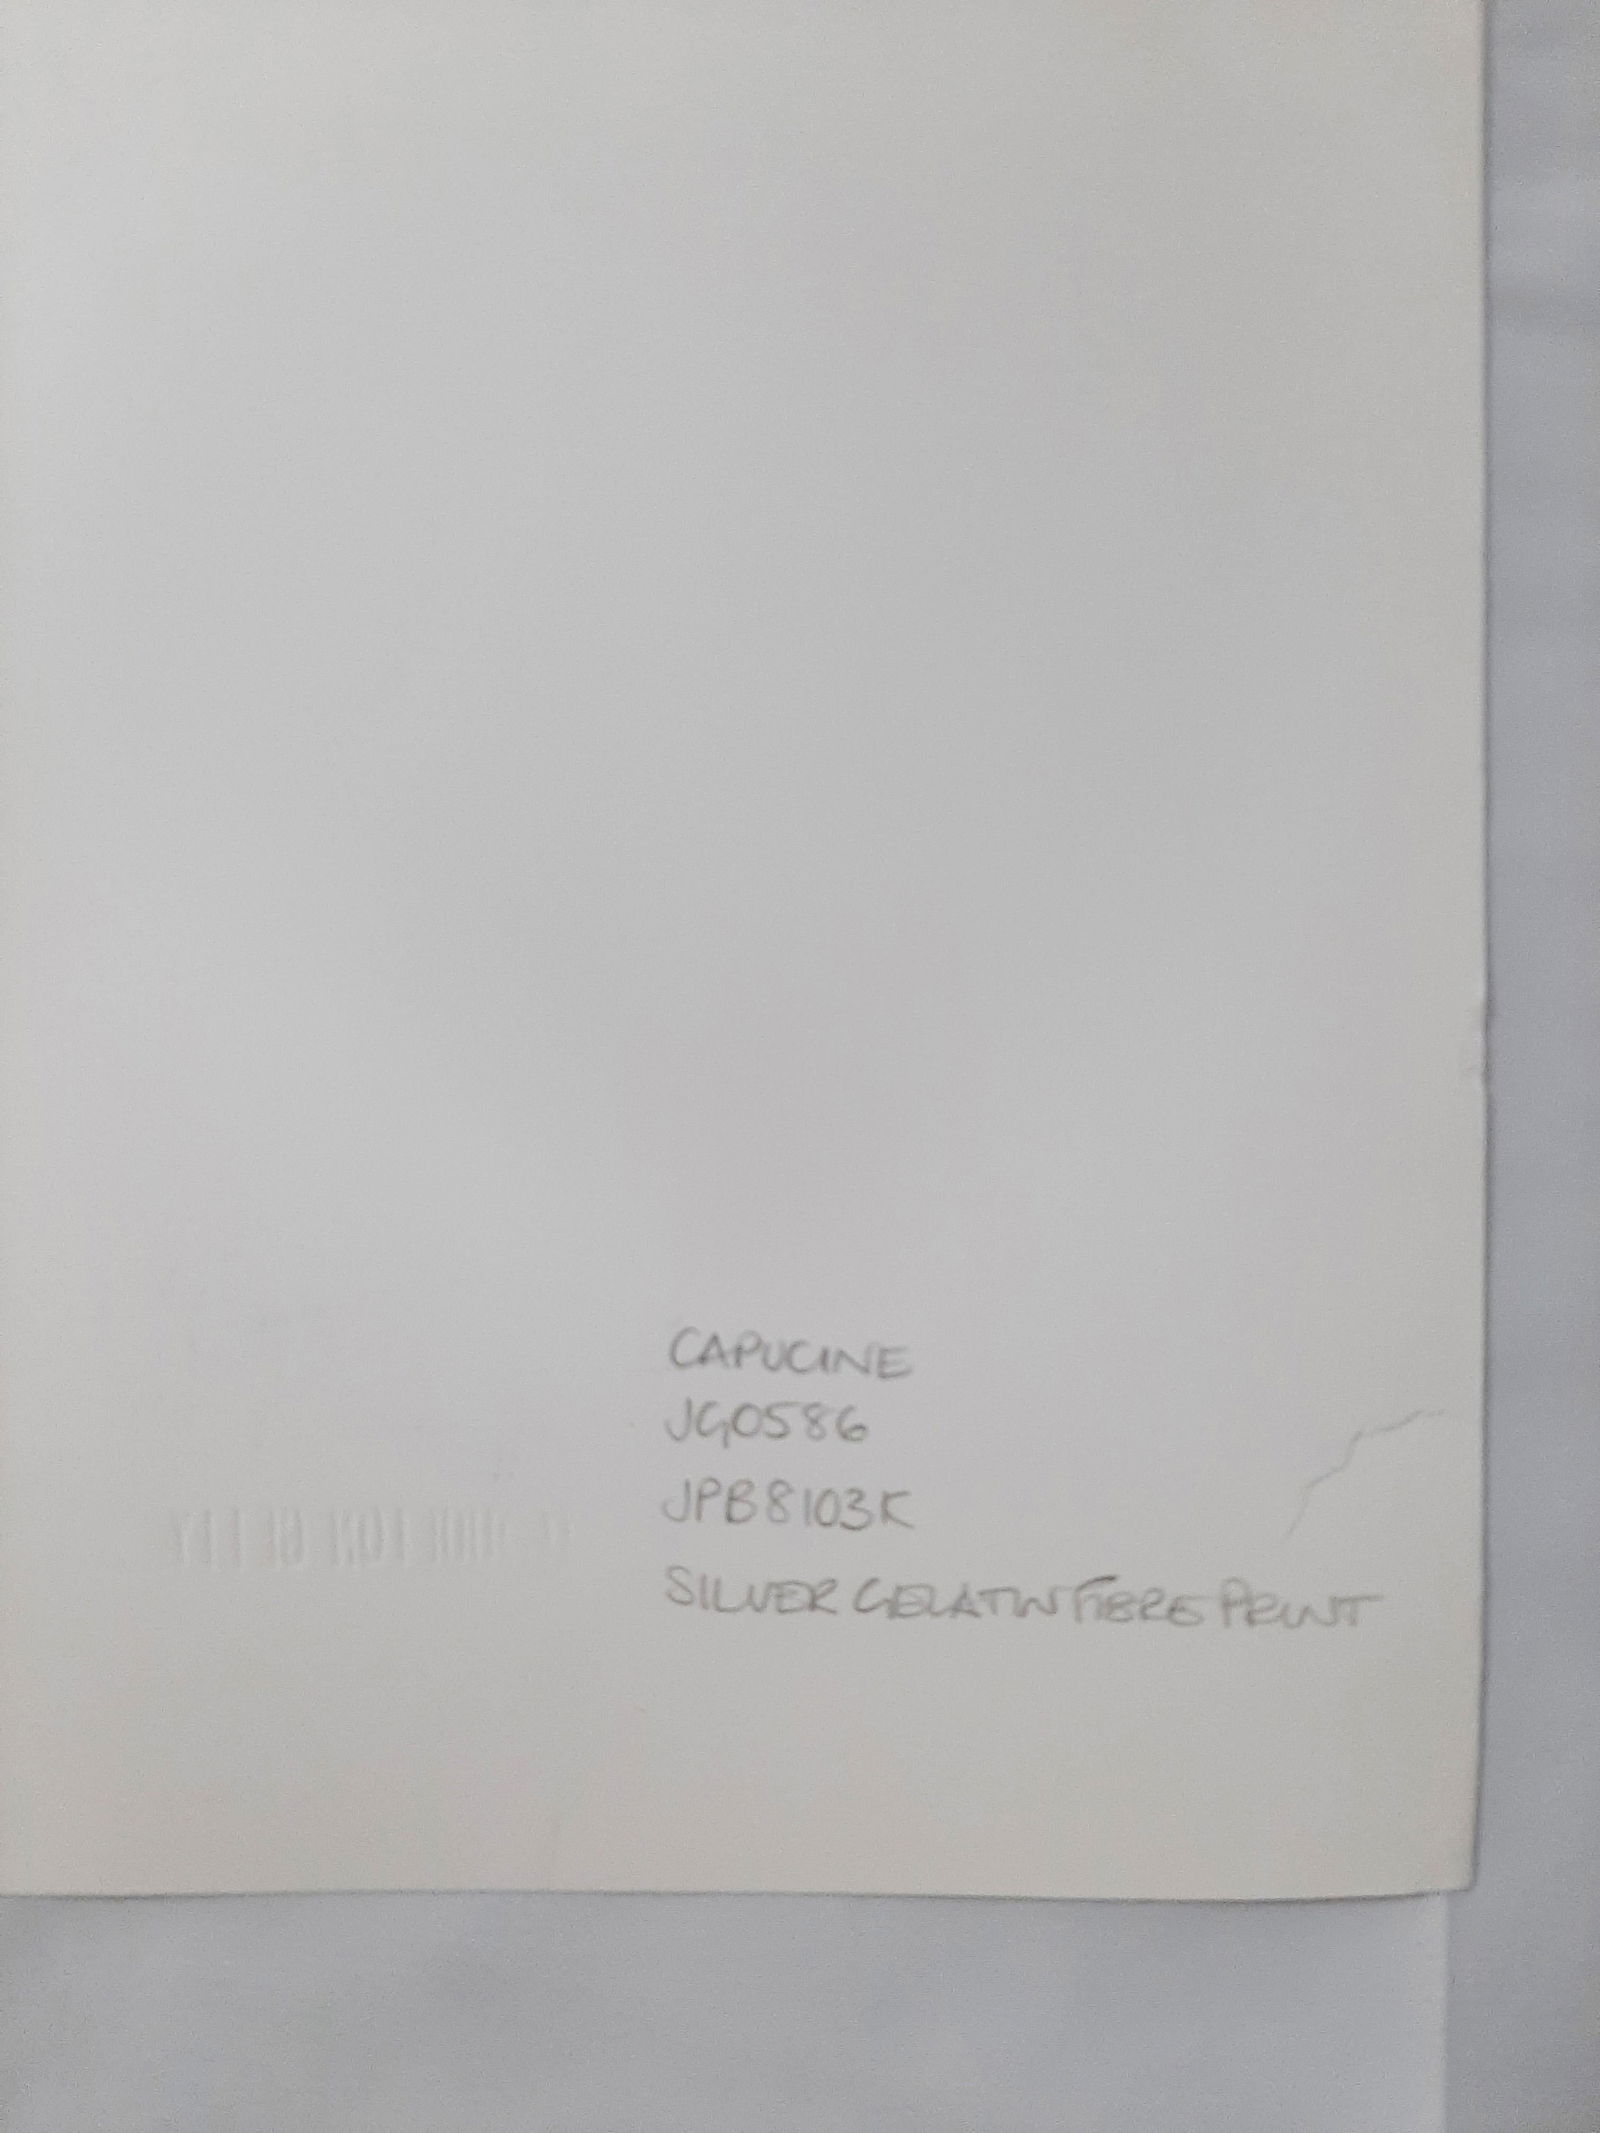 CAPUCINE
JG0586
JPB8103K
SILVER GELATIN FIBRE PRINT